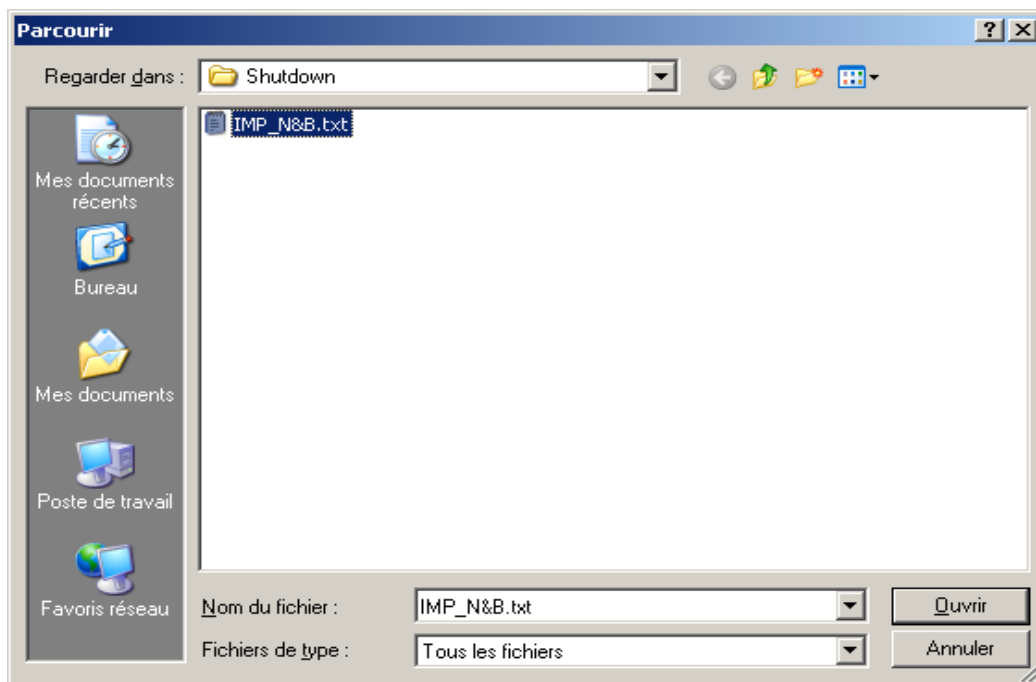 Parcourir
Regarder dans :
Shutdown
IMP_N&B.txt
Mes documents
récents
Bureau
Mes documents
Poste de travail
Favoris réseau
Nom du fichier :
IMP_N&B.txt
Ouvrir
Fichiers de type :
Tous les fichiers
Annuler